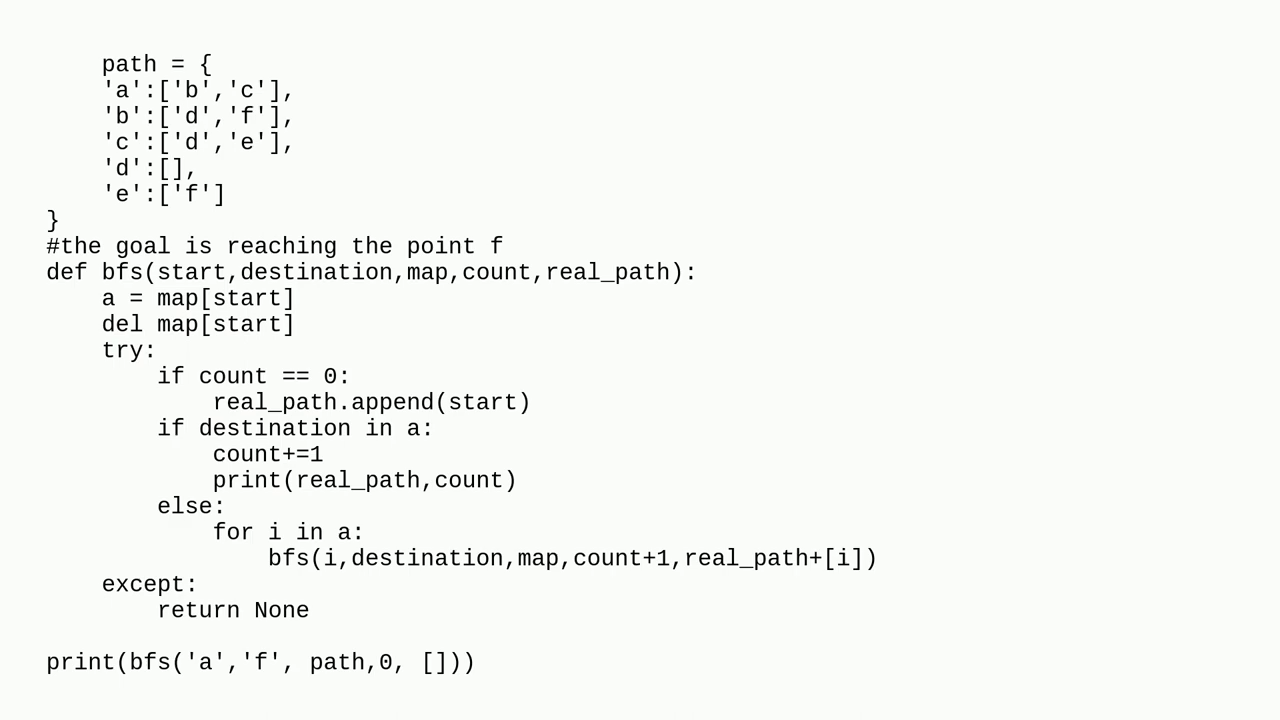 path = {
    'a':['b','c'],
    'b':['d','f'],
    'c':['d','e'],
    'd':[],
    'e':['f']
}
#the goal is reaching the point f
def bfs(start,destination,map,count,real_path):
    a = map[start]
    del map[start]
    try:
        if count == 0:
            real_path.append(start)
        if destination in a:
            count+=1
            print(real_path,count)
        else:
            for i in a:
                bfs(i,destination,map,count+1,real_path+[i])
    except:
        return None

print(bfs('a','f', path,0, []))